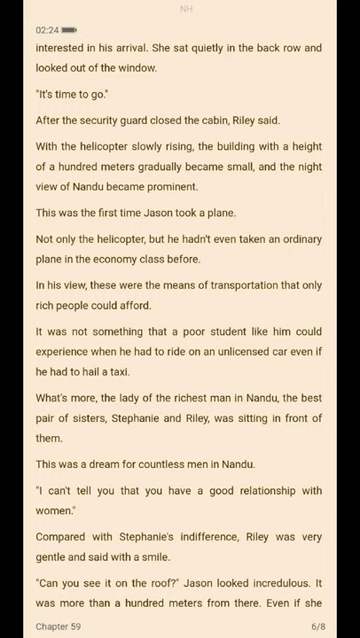 NH
02:24
interested in his arrival. She sat quietly in the back row and
looked out of the window.
"It's time to go."
After the security guard closed the cabin, Riley said.
With the helicopter slowly rising, the building with a height
of a hundred meters gradually became small, and the night
view of Nandu became prominent.
This was the first time Jason took a plane.
Not only the helicopter, but he hadn't even taken an ordinary
plane in the economy class before.
In his view, these were the means of transportation that only
rich people could afford.
It was not something that a poor student like him could
experience when he had to ride on an unlicensed car even if
he had to hail a taxi.
What's more, the lady of the richest man in Nandu, the best
pair of sisters, Stephanie and Riley, was sitting in front of
them.
This was a dream for countless men in Nandu.
"I can't tell you that you have a good relationship with
women."
Compared with Stephanie's indifference, Riley was very
gentle and said with a smile.
"Can you see it on the roof?" Jason looked incredulous. It
was more than a hundred meters from there. Even if she
Chapter 59
6/8